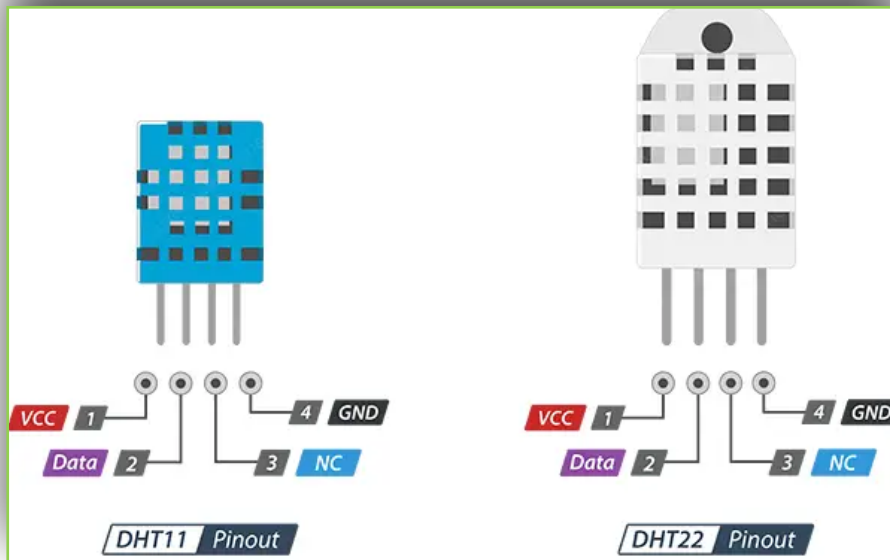 VCC 1
4 GND
Data 2
3 NC
DHT11 Pinout
VCC 1
4 GND
Data 2
3 NC
DHT22 Pinout